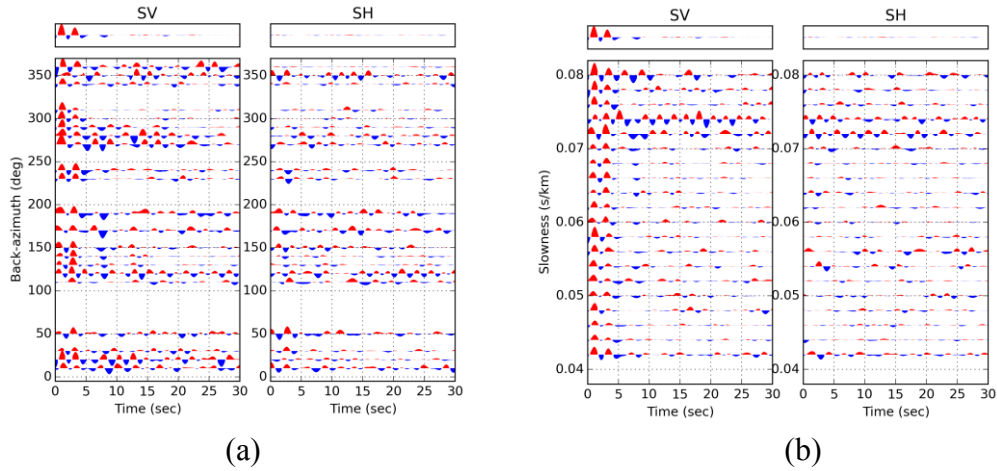 SV SH
350
300
250
200
150
100
50
0
Back-azimuth (deg)
0 5 10 15 20 25 30 0 5 10 15 20 25 30
Time (sec) Time (sec)
(a)
SV SH
0.08 0.08
0.07 0.07
0.06 0.06
0.05 0.05
0.04 0.04
Slowness (s/km)
0 5 10 15 20 25 30 0 5 10 15 20 25 30
Time (sec) Time (sec)
(b)